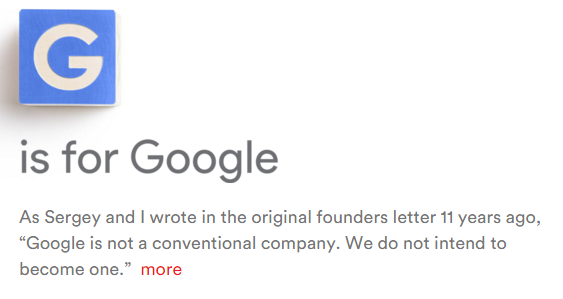 G
is for Google
As Sergey and I wrote in the original founders letter 11 years ago,
“Google is not a conventional company. We do not intend to
become one.” more